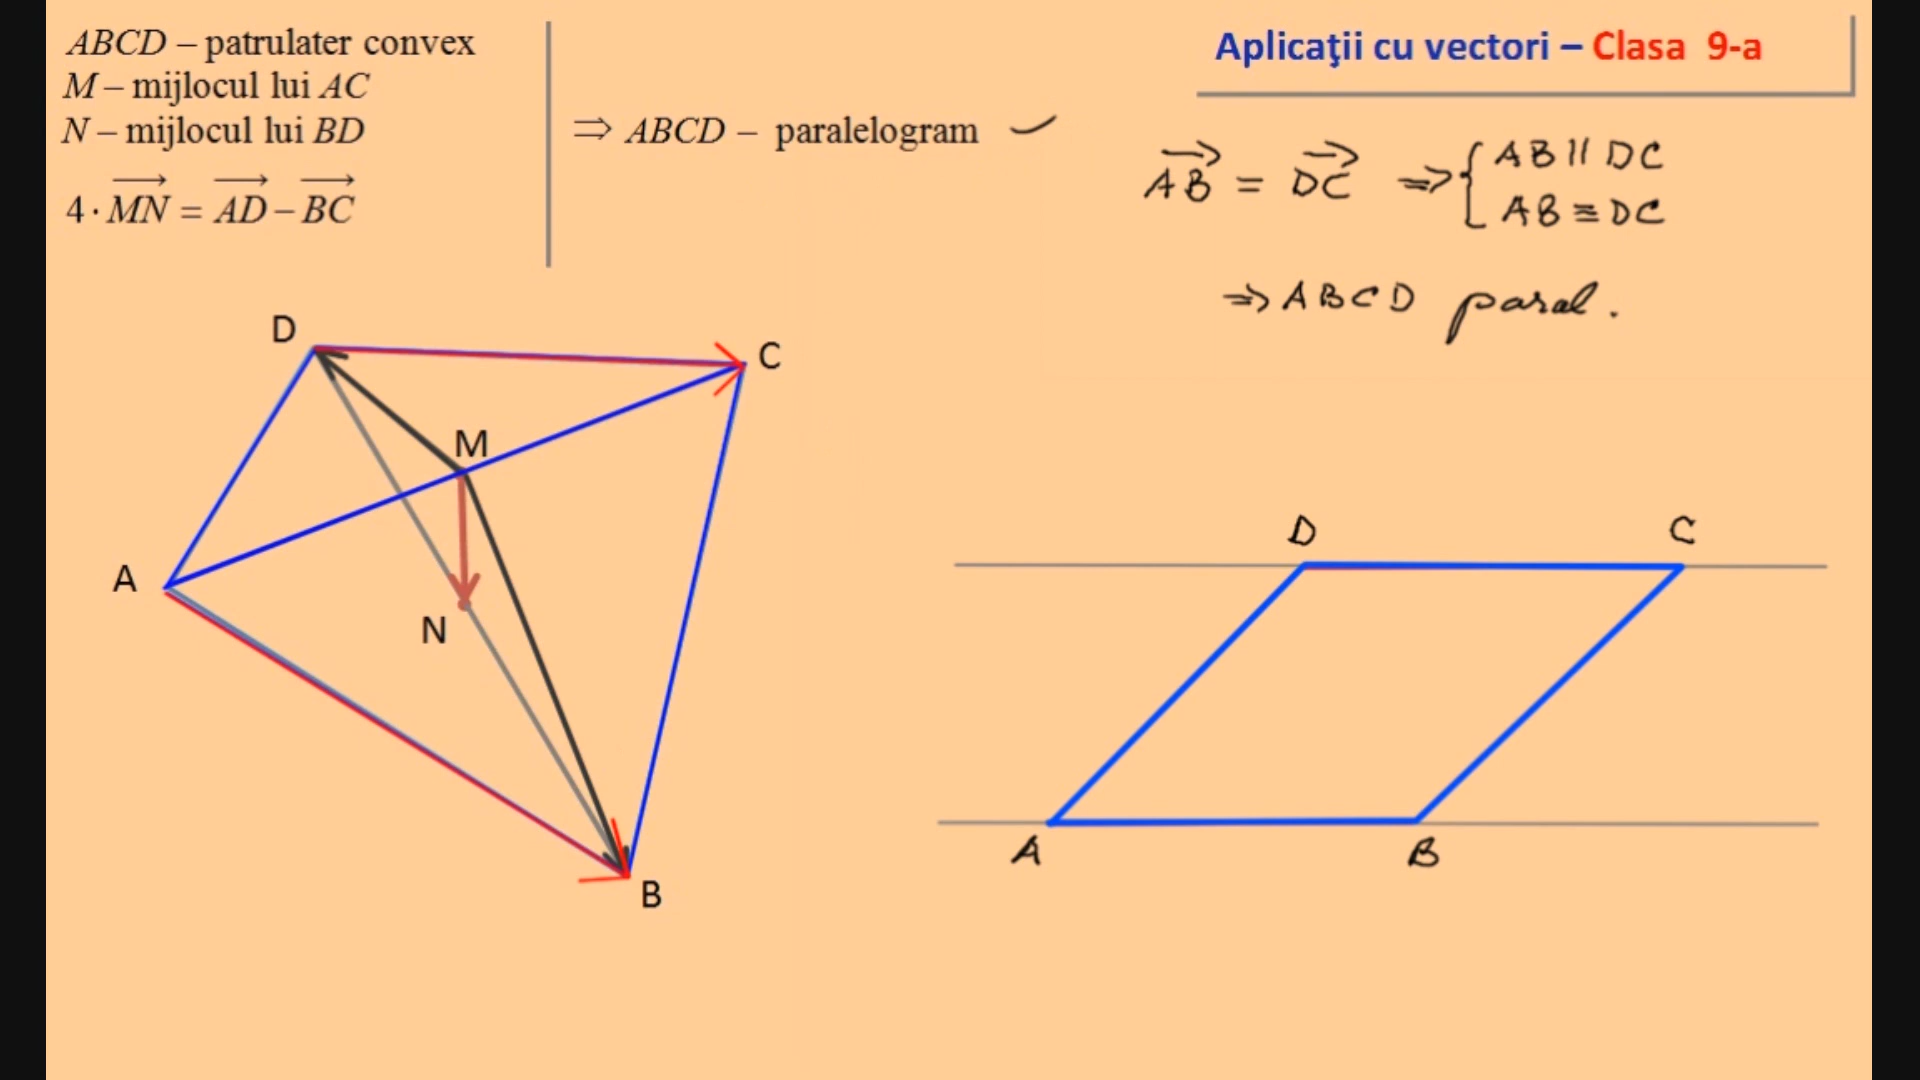 ABCD – patrulater convex
M – mijlocul lui AC
N – mijlocul lui BD
4·MN = AD – BC
⇒ ABCD – paralelogram
Aplicaţii cu vectori – Clasa 9-a
AB = DC ⇒ { AB || DC
AB ≡ DC
⇒ ABCD paral.
D
C
M
A
N
B
D
C
A
B